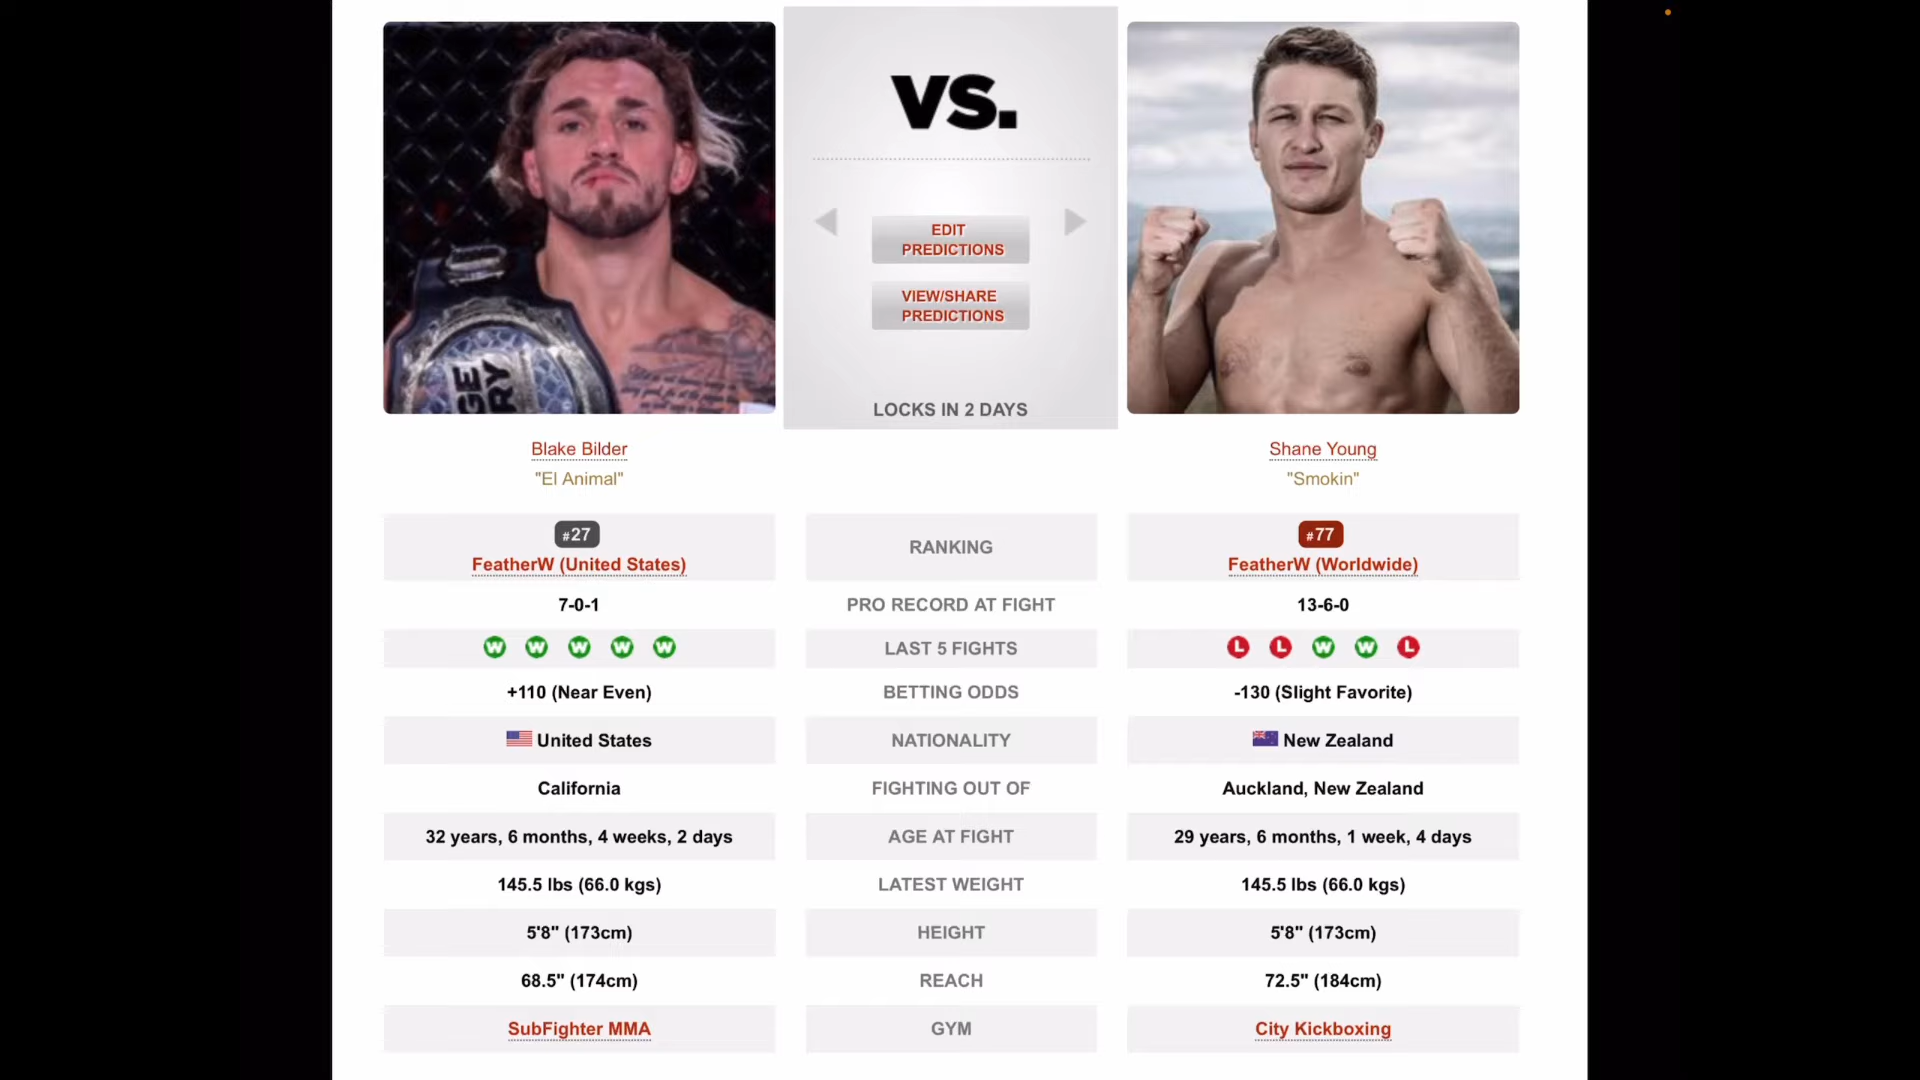 VS.
EDIT
PREDICTIONS
VIEW/SHARE
PREDICTIONS
LOCKS IN 2 DAYS
GE
RY
Blake Bilder
Shane Young
"El Animal"
"Smokin"
#27
FeatherW (United States)
RANKING
#77
FeatherW (Worldwide)
7-0-1
PRO RECORD AT FIGHT
13-6-0
W W W W W
LAST 5 FIGHTS
L L W W L
+110 (Near Even)
BETTING ODDS
-130 (Slight Favorite)
United States
NATIONALITY
New Zealand
California
FIGHTING OUT OF
Auckland, New Zealand
32 years, 6 months, 4 weeks, 2 days
AGE AT FIGHT
29 years, 6 months, 1 week, 4 days
145.5 lbs (66.0 kgs)
LATEST WEIGHT
145.5 lbs (66.0 kgs)
5'8" (173cm)
HEIGHT
5'8" (173cm)
68.5" (174cm)
REACH
72.5" (184cm)
SubFighter MMA
GYM
City Kickboxing